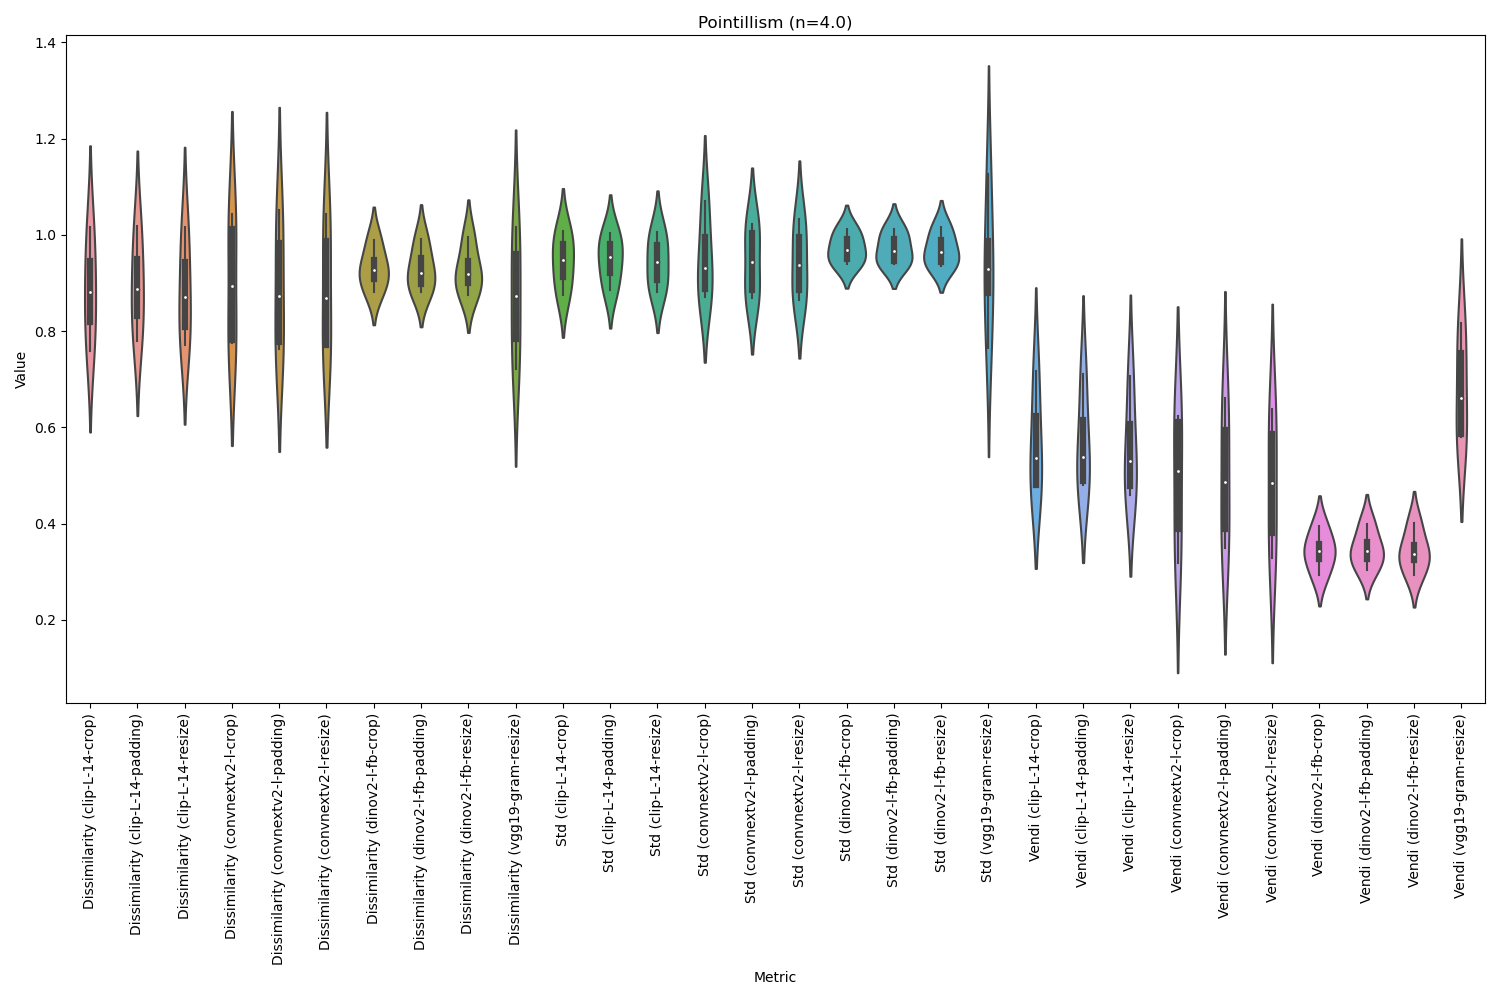 Pointillism (n=4.0)
1.4
1.2
1.0
0.8
0.6
0.4
0.2
Value
Dissimilarity (clip-L-14-crop)
Dissimilarity (clip-L-14-padding)
Dissimilarity (clip-L-14-resize)
Dissimilarity (convnextv2-l-crop)
Dissimilarity (convnextv2-l-padding)
Dissimilarity (convnextv2-l-resize)
Dissimilarity (dinov2-l-fb-crop)
Dissimilarity (dinov2-l-fb-padding)
Dissimilarity (dinov2-l-fb-resize)
Dissimilarity (vgg19-gram-resize)
Std (clip-L-14-crop)
Std (clip-L-14-padding)
Std (clip-L-14-resize)
Std (convnextv2-l-crop)
Std (convnextv2-l-padding)
Std (convnextv2-l-resize)
Std (dinov2-l-fb-crop)
Std (dinov2-l-fb-padding)
Std (dinov2-l-fb-resize)
Std (vgg19-gram-resize)
Vendi (clip-L-14-crop)
Vendi (clip-L-14-padding)
Vendi (clip-L-14-resize)
Vendi (convnextv2-l-crop)
Vendi (convnextv2-l-padding)
Vendi (convnextv2-l-resize)
Vendi (dinov2-l-fb-crop)
Vendi (dinov2-l-fb-padding)
Vendi (dinov2-l-fb-resize)
Vendi (vgg19-gram-resize)
Metric